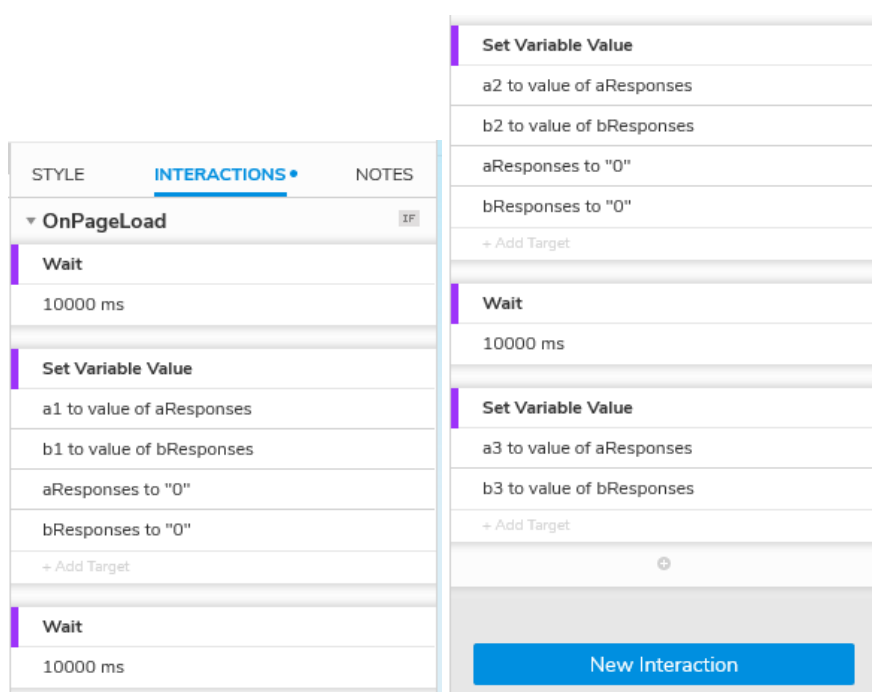 STYLE INTERACTIONS NOTES
OnPageLoad IF
Wait
10000 ms
Set Variable Value
a1 to value of aResponses
b1 to value of bResponses
aResponses to "0"
bResponses to "0"
+ Add Target
Wait
10000 ms
Set Variable Value
a2 to value of aResponses
b2 to value of bResponses
aResponses to "0"
bResponses to "0"
+ Add Target
Wait
10000 ms
Set Variable Value
a3 to value of aResponses
b3 to value of bResponses
+ Add Target
New Interaction